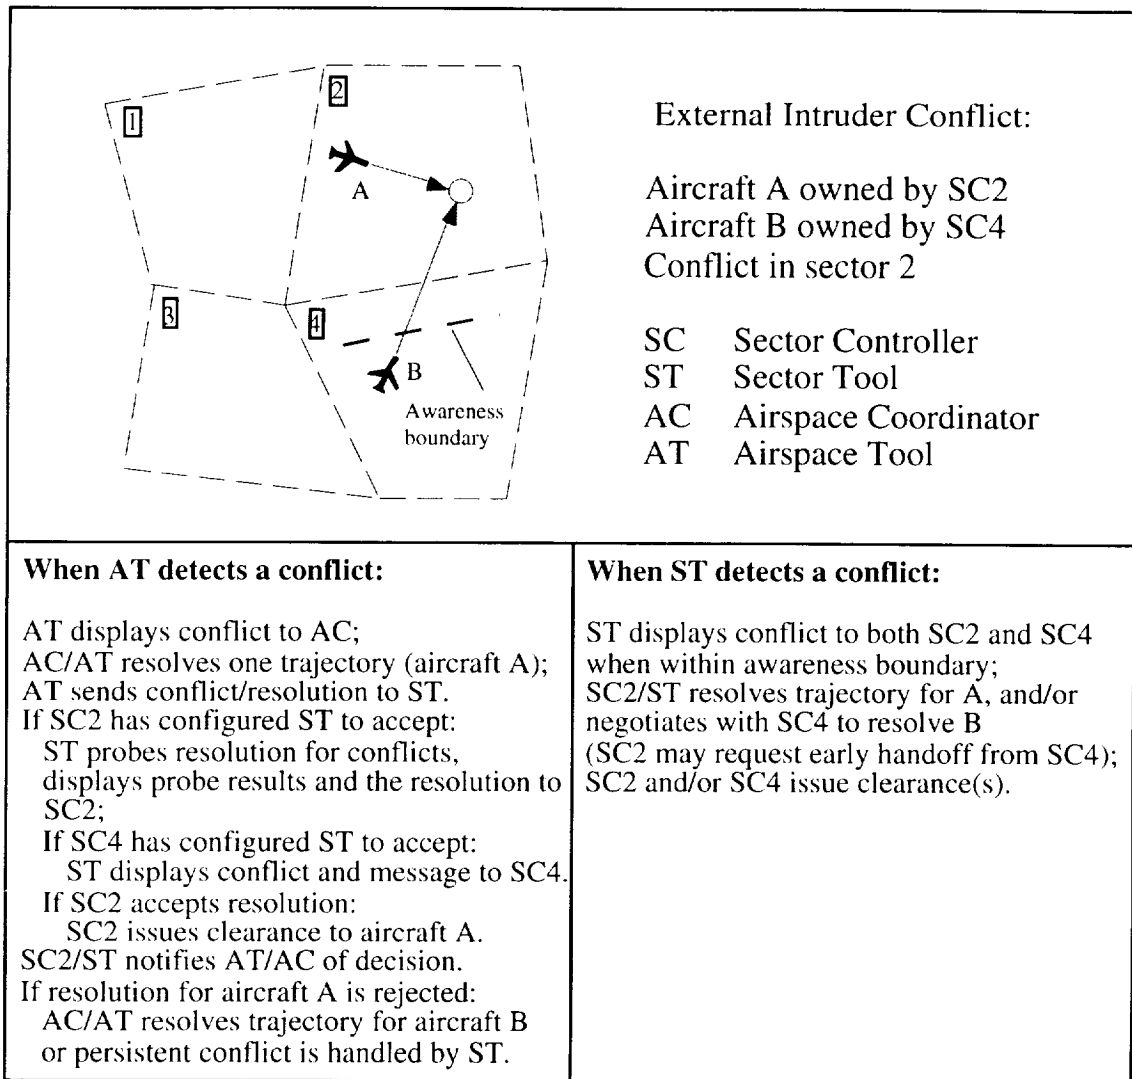 1
2
A
3
4
B
Awareness
boundary
External Intruder Conflict:
Aircraft A owned by SC2
Aircraft B owned by SC4
Conflict in sector 2
SC Sector Controller
ST Sector Tool
AC Airspace Coordinator
AT Airspace Tool
When AT detects a conflict:
AT displays conflict to AC;
AC/AT resolves one trajectory (aircraft A);
AT sends conflict/resolution to ST.
If SC2 has configured ST to accept:
ST probes resolution for conflicts,
displays probe results and the resolution to
SC2;
If SC4 has configured ST to accept:
ST displays conflict and message to SC4.
If SC2 accepts resolution:
SC2 issues clearance to aircraft A.
SC2/ST notifies AT/AC of decision.
If resolution for aircraft A is rejected:
AC/AT resolves trajectory for aircraft B
or persistent conflict is handled by ST.
When ST detects a conflict:
ST displays conflict to both SC2 and SC4
when within awareness boundary;
SC2/ST resolves trajectory for A, and/or
negotiates with SC4 to resolve B
(SC2 may request early handoff from SC4);
SC2 and/or SC4 issue clearance(s).